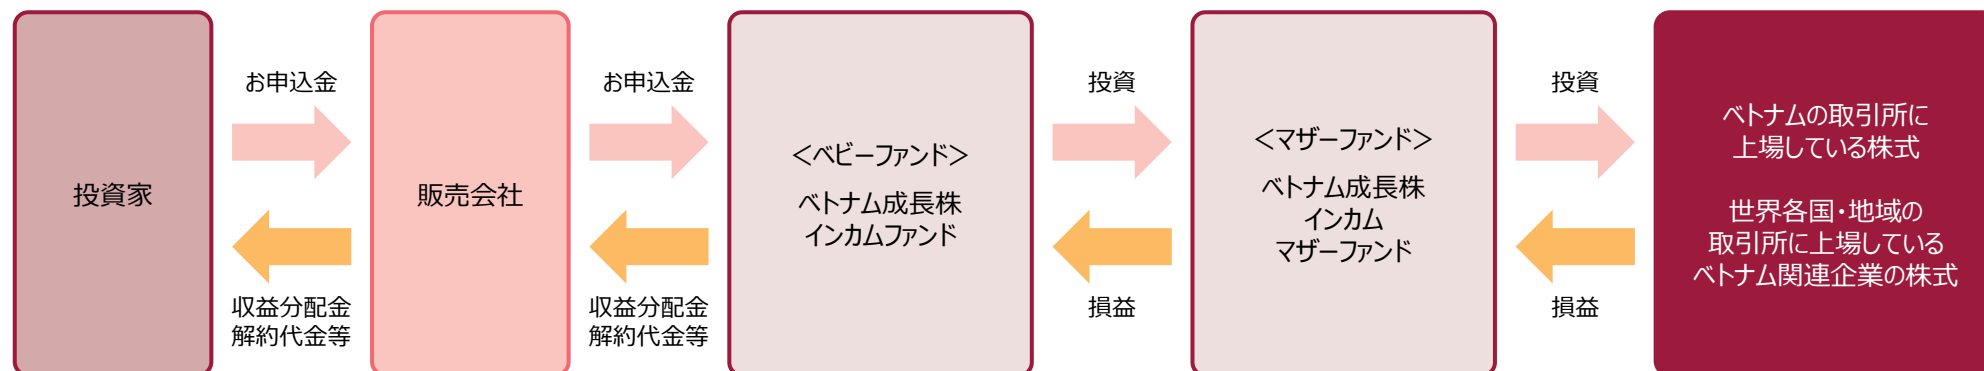 投資家
お申込金
収益分配金
解約代金等
販売会社
お申込金
収益分配金
解約代金等
＜ベビーファンド＞
ベトナム成長株
インカムファンド
投資
損益
＜マザーファンド＞
ベトナム成長株
インカム
マザーファンド
投資
損益
ベトナムの取引所に
上場している株式
世界各国・地域の
取引所に上場している
ベトナム関連企業の株式